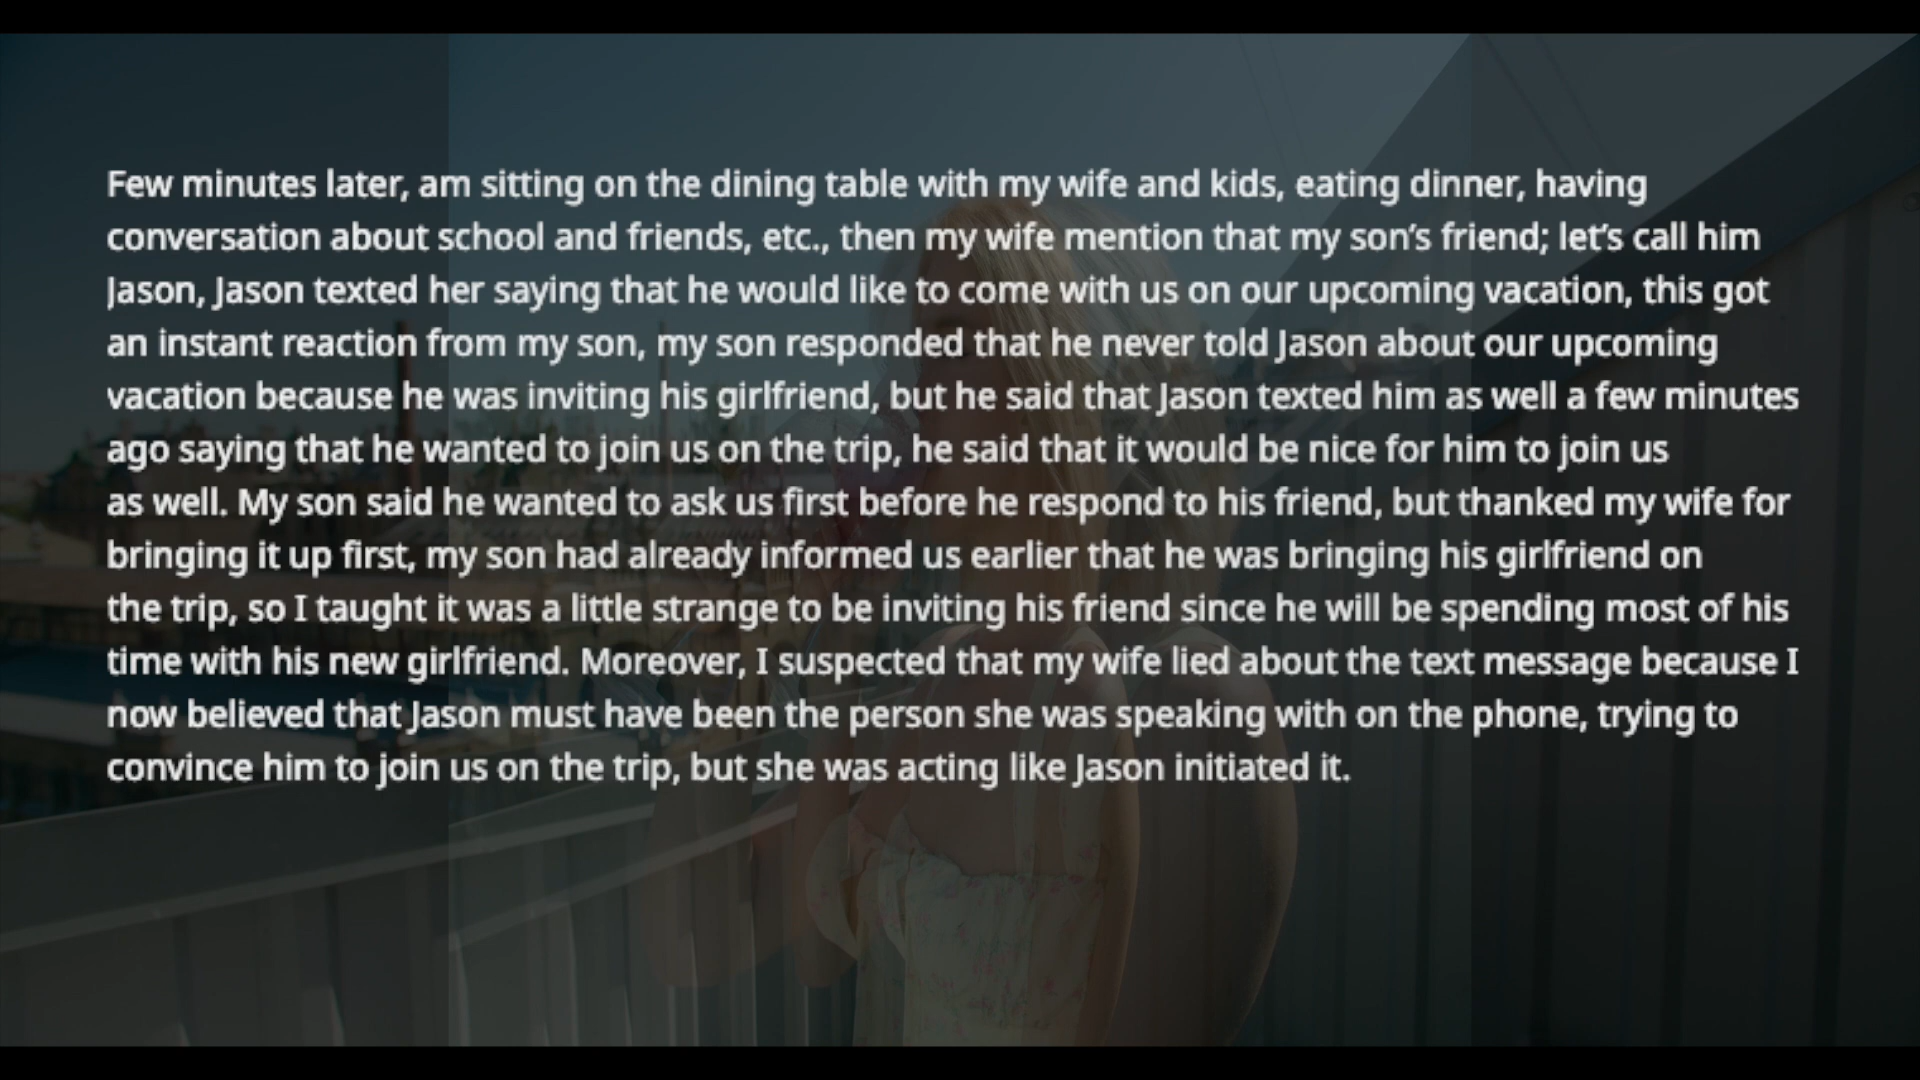 Few minutes later, am sitting on the dining table with my wife and kids, eating dinner, having
conversation about school and friends, etc., then my wife mention that my son’s friend; let’s call him
Jason, Jason texted her saying that he would like to come with us on our upcoming vacation, this got
an instant reaction from my son, my son responded that he never told Jason about our upcoming
vacation because he was inviting his girlfriend, but he said that Jason texted him as well a few minutes
ago saying that he wanted to join us on the trip, he said that it would be nice for him to join us
as well. My son said he wanted to ask us first before he respond to his friend, but thanked my wife for
bringing it up first, my son had already informed us earlier that he was bringing his girlfriend on
the trip, so I taught it was a little strange to be inviting his friend since he will be spending most of his
time with his new girlfriend. Moreover, I suspected that my wife lied about the text message because I
now believed that Jason must have been the person she was speaking with on the phone, trying to
convince him to join us on the trip, but she was acting like Jason initiated it.